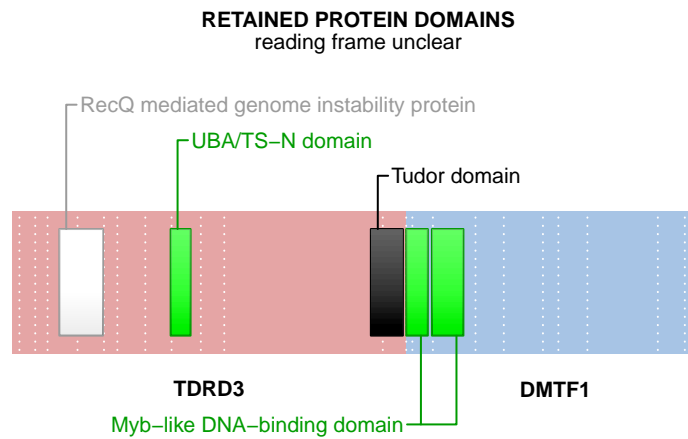 RETAINED PROTEIN DOMAINS
reading frame unclear
RecQ mediated genome instability protein
UBA/TS−N domain
Tudor domain
TDRD3
DMTF1
Myb−like DNA−binding domain